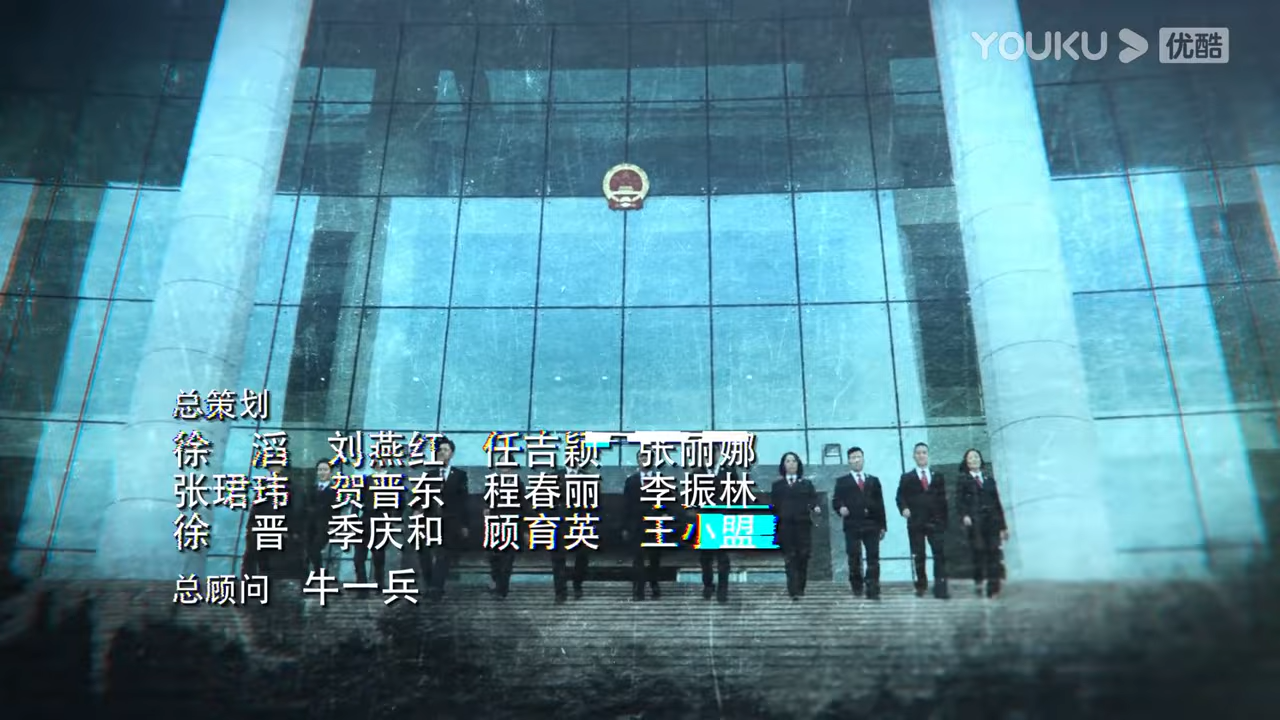 YOUKU 优酷
总策划
徐 滔 刘燕红 任吉颖 张丽娜
张珺玮 贺晋东 程春丽 李振林
徐 晋 季庆和 顾育英 王小盟
总顾问 牛一兵